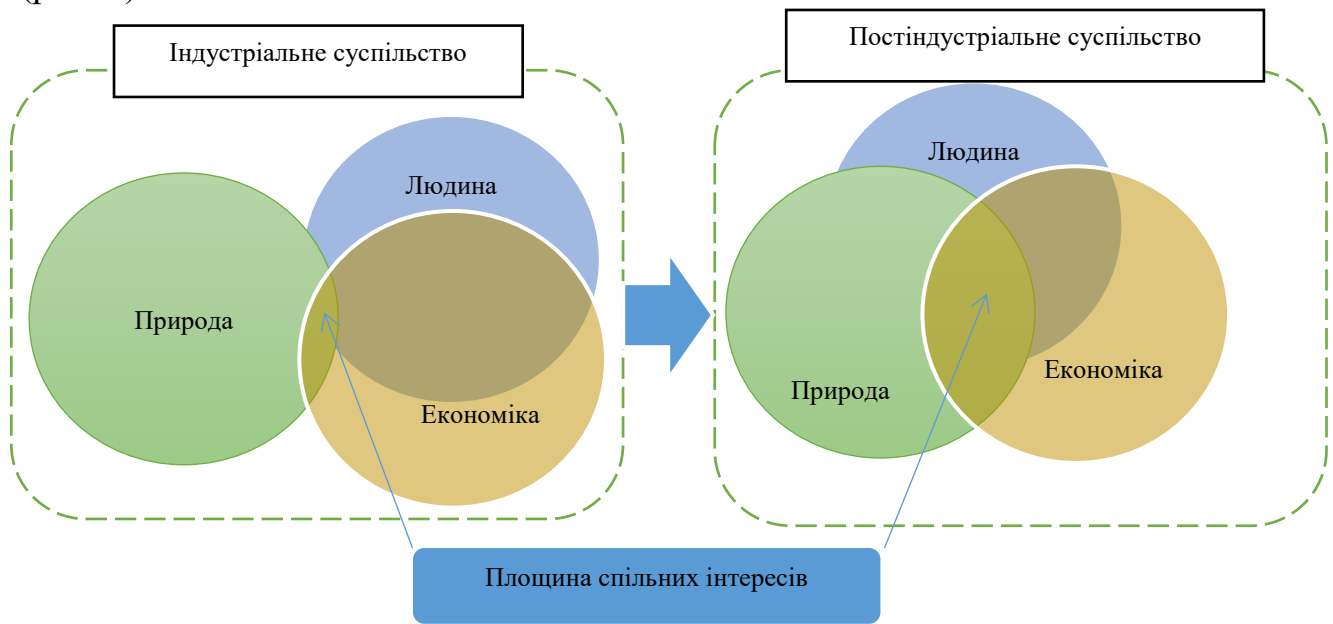 Індустріальне суспільство
Постіндустріальне суспільство
Людина
Природа
Економіка
Людина
Природа
Економіка
Площина спільних інтересів